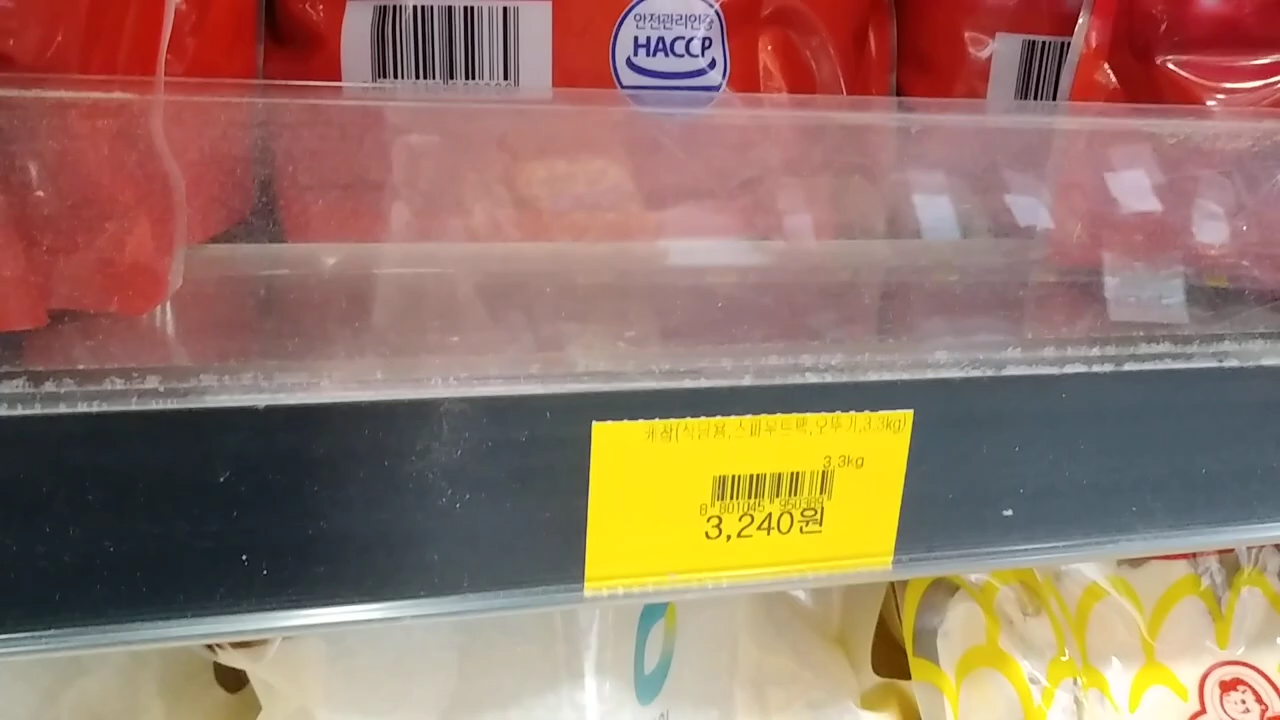 안전관리인증
HACCP
케찹(식당용,스파우트팩,오뚜기,3.3kg)
3.3kg
8 801045 950389
3,240원